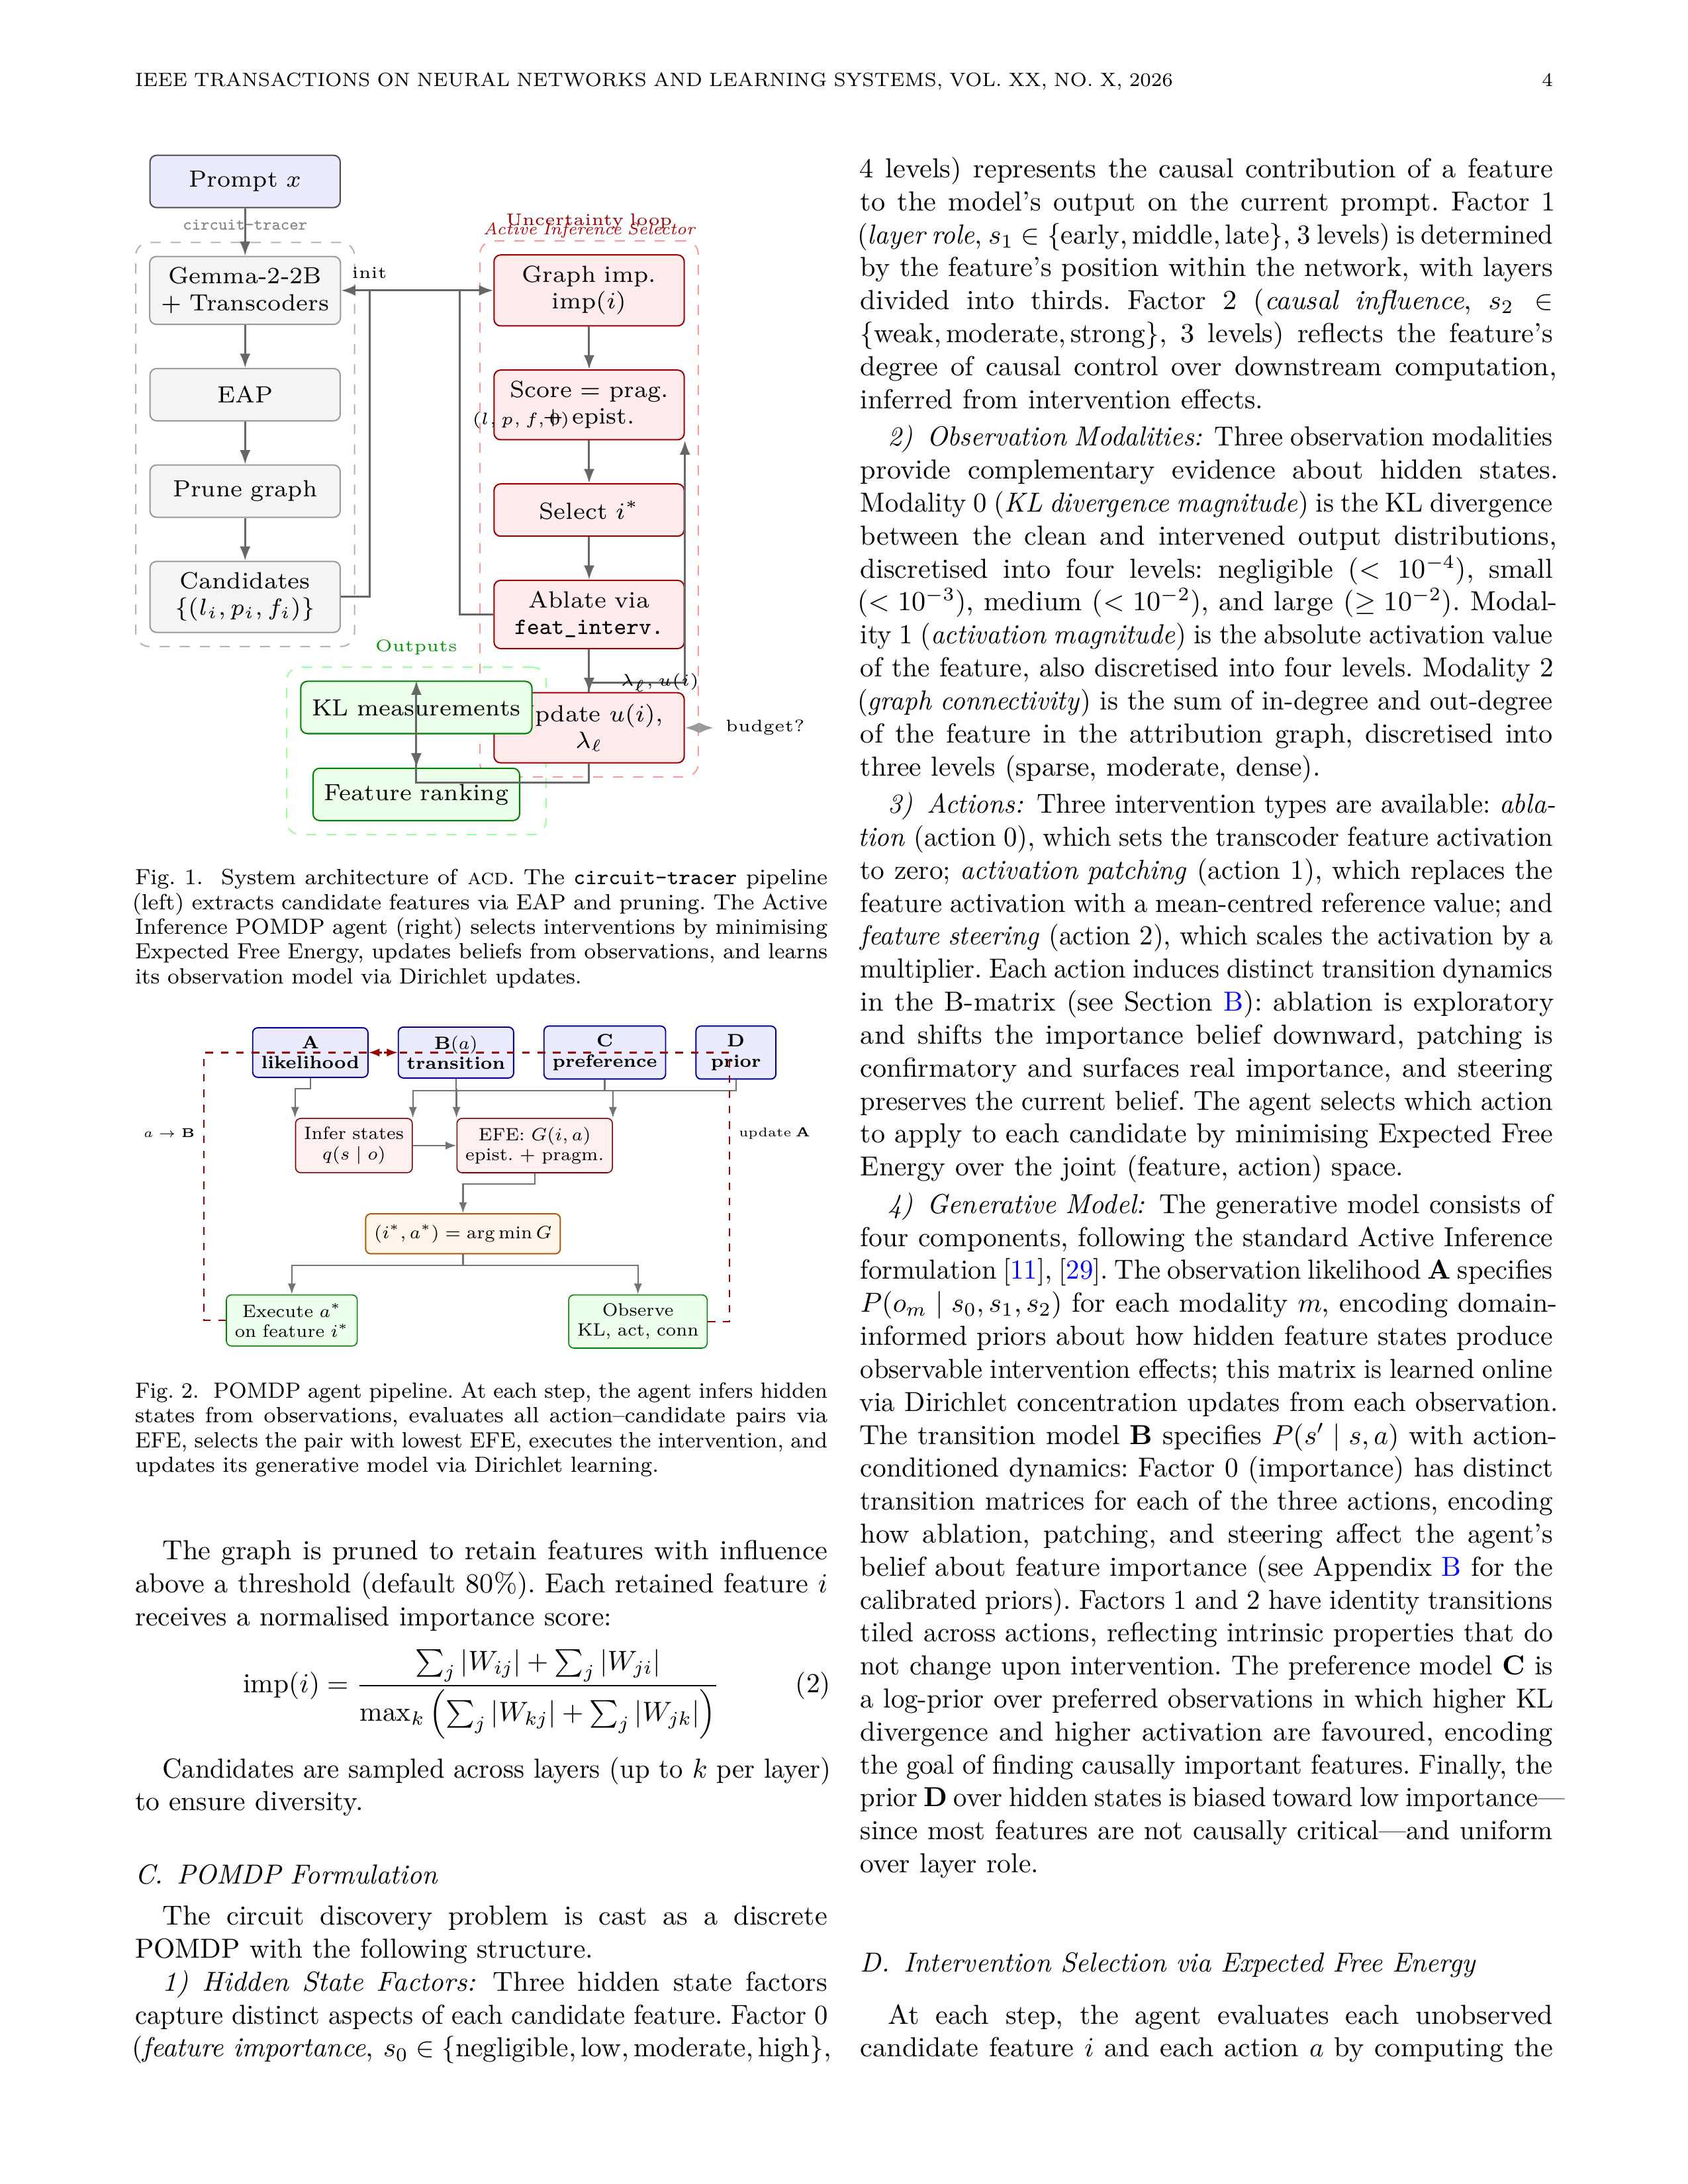 IEEE TRANSACTIONS ON NEURAL NETWORKS AND LEARNING SYSTEMS, VOL. XX, NO. X, 2026 4
Prompt x
circuit-tracer
Gemma-2-2B
+ Transcoders
EAP
Prune graph
Candidates
{(l_i, p_i, f_i)}
init
Uncertainty loop
Active Inference Selector
Graph imp.
imp(i)
Score = prag.
+ epist.
Select i*
Ablate via
feat_interv.
λ_ℓ, u(i)
pdate u(i),
λ_ℓ
budget?
Outputs
KL measurements
Feature ranking
Fig. 1. System architecture of ACD. The circuit-tracer pipeline
(left) extracts candidate features via EAP and pruning. The Active
Inference POMDP agent (right) selects interventions by minimising
Expected Free Energy, updates beliefs from observations, and learns
its observation model via Dirichlet updates.
A
likelihood
B(a)
transition
C
preference
D
prior
a → B
Infer states
q(s | o)
EFE: G(i, a)
epist. + pragm.
update A
(i*, a*) = arg min G
Execute a*
on feature i*
Observe
KL, act, conn
Fig. 2. POMDP agent pipeline. At each step, the agent infers hidden
states from observations, evaluates all action–candidate pairs via
EFE, selects the pair with lowest EFE, executes the intervention, and
updates its generative model via Dirichlet learning.
The graph is pruned to retain features with influence
above a threshold (default 80%). Each retained feature i
receives a normalised importance score:
imp(i) = (∑_j |W_ij| + ∑_j |W_ji|) / (max_k (∑_j |W_kj| + ∑_j |W_jk|)) (2)
Candidates are sampled across layers (up to k per layer)
to ensure diversity.
C. POMDP Formulation
The circuit discovery problem is cast as a discrete
POMDP with the following structure.
1) Hidden State Factors: Three hidden state factors
capture distinct aspects of each candidate feature. Factor 0
(feature importance, s_0 ∈ {negligible, low, moderate, high},
4 levels) represents the causal contribution of a feature
to the model's output on the current prompt. Factor 1
(layer role, s_1 ∈ {early, middle, late}, 3 levels) is determined
by the feature's position within the network, with layers
divided into thirds. Factor 2 (causal influence, s_2 ∈
{weak, moderate, strong}, 3 levels) reflects the feature's
degree of causal control over downstream computation,
inferred from intervention effects.
2) Observation Modalities: Three observation modalities
provide complementary evidence about hidden states.
Modality 0 (KL divergence magnitude) is the KL divergence
between the clean and intervened output distributions,
discretised into four levels: negligible (< 10⁻⁴), small
(< 10⁻³), medium (< 10⁻²), and large (≥ 10⁻²). Modal-
ity 1 (activation magnitude) is the absolute activation value
of the feature, also discretised into four levels. Modality 2
(graph connectivity) is the sum of in-degree and out-degree
of the feature in the attribution graph, discretised into
three levels (sparse, moderate, dense).
3) Actions: Three intervention types are available: abla-
tion (action 0), which sets the transcoder feature activation
to zero; activation patching (action 1), which replaces the
feature activation with a mean-centred reference value; and
feature steering (action 2), which scales the activation by a
multiplier. Each action induces distinct transition dynamics
in the B-matrix (see Section B): ablation is exploratory
and shifts the importance belief downward, patching is
confirmatory and surfaces real importance, and steering
preserves the current belief. The agent selects which action
to apply to each candidate by minimising Expected Free
Energy over the joint (feature, action) space.
4) Generative Model: The generative model consists of
four components, following the standard Active Inference
formulation [11], [29]. The observation likelihood A specifies
P(o_m | s_0, s_1, s_2) for each modality m, encoding domain-
informed priors about how hidden feature states produce
observable intervention effects; this matrix is learned online
via Dirichlet concentration updates from each observation.
The transition model B specifies P(s′ | s, a) with action-
conditioned dynamics: Factor 0 (importance) has distinct
transition matrices for each of the three actions, encoding
how ablation, patching, and steering affect the agent's
belief about feature importance (see Appendix B for the
calibrated priors). Factors 1 and 2 have identity transitions
tiled across actions, reflecting intrinsic properties that do
not change upon intervention. The preference model C is
a log-prior over preferred observations in which higher KL
divergence and higher activation are favoured, encoding
the goal of finding causally important features. Finally, the
prior D over hidden states is biased toward low importance—
since most features are not causally critical—and uniform
over layer role.
D. Intervention Selection via Expected Free Energy
At each step, the agent evaluates each unobserved
candidate feature i and each action a by computing the